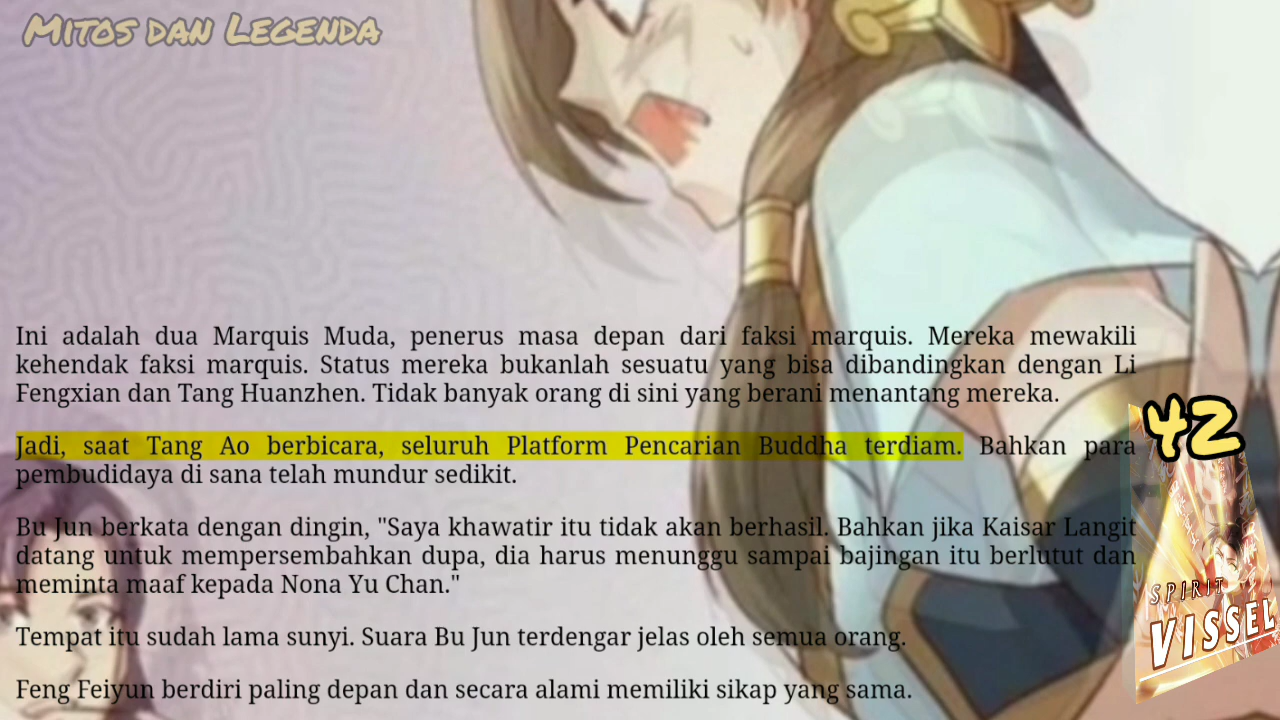 Mitos dan Legenda
Ini adalah dua Marquis Muda, penerus masa depan dari faksi marquis. Mereka mewakili
kehendak faksi marquis. Status mereka bukanlah sesuatu yang bisa dibandingkan dengan Li
Fengxian dan Tang Huanzhen. Tidak banyak orang di sini yang berani menantang mereka.
Jadi, saat Tang Ao berbicara, seluruh Platform Pencarian Buddha terdiam. Bahkan para
pembudidaya di sana telah mundur sedikit.
Bu Jun berkata dengan dingin, "Saya khawatir itu tidak akan berhasil. Bahkan jika Kaisar Langit
datang untuk mempersembahkan dupa, dia harus menunggu sampai bajingan itu berlutut dan
meminta maaf kepada Nona Yu Chan."
Tempat itu sudah lama sunyi. Suara Bu Jun terdengar jelas oleh semua orang.
Feng Feiyun berdiri paling depan dan secara alami memiliki sikap yang sama.
42
SPIRIT
VISSEL